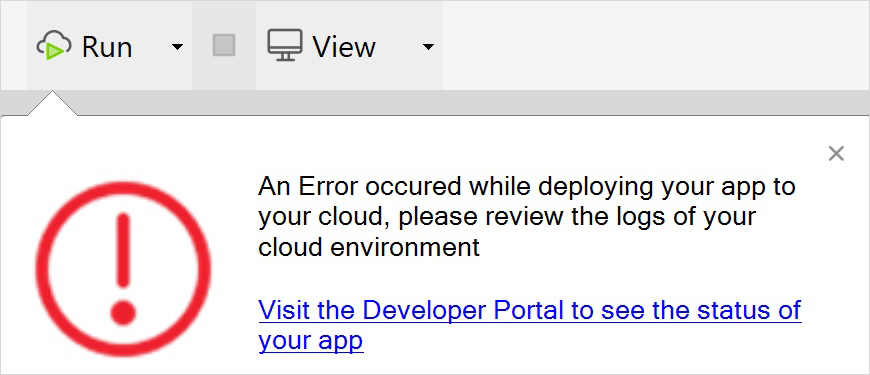 Run View
An Error occured while deploying your app to
your cloud, please review the logs of your
cloud environment
Visit the Developer Portal to see the status of
your app